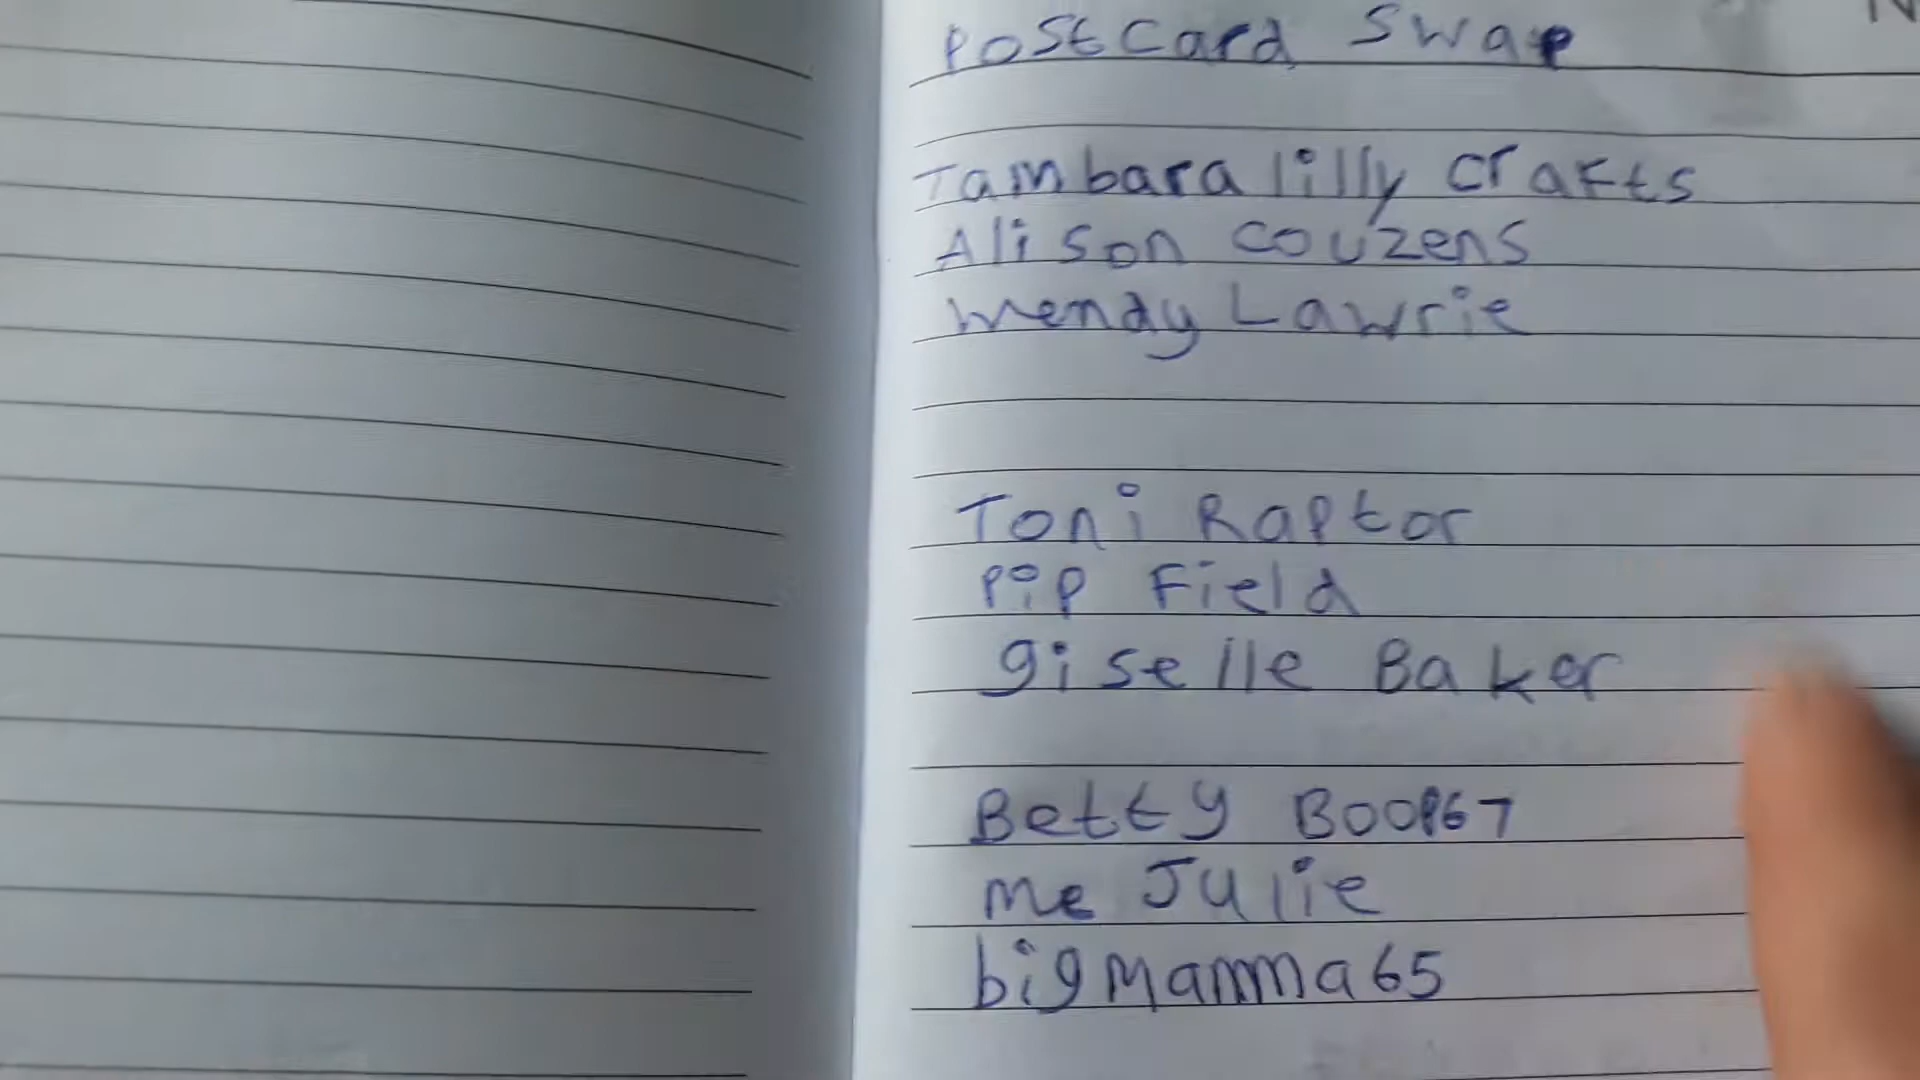 Postcard Swap
Tambara lilly crafts
Alison couzens
Wendy Lawrie
Toni Raptor
Pip Field
giselle Baker
Betty Boop67
Me Julie
bigMamma65